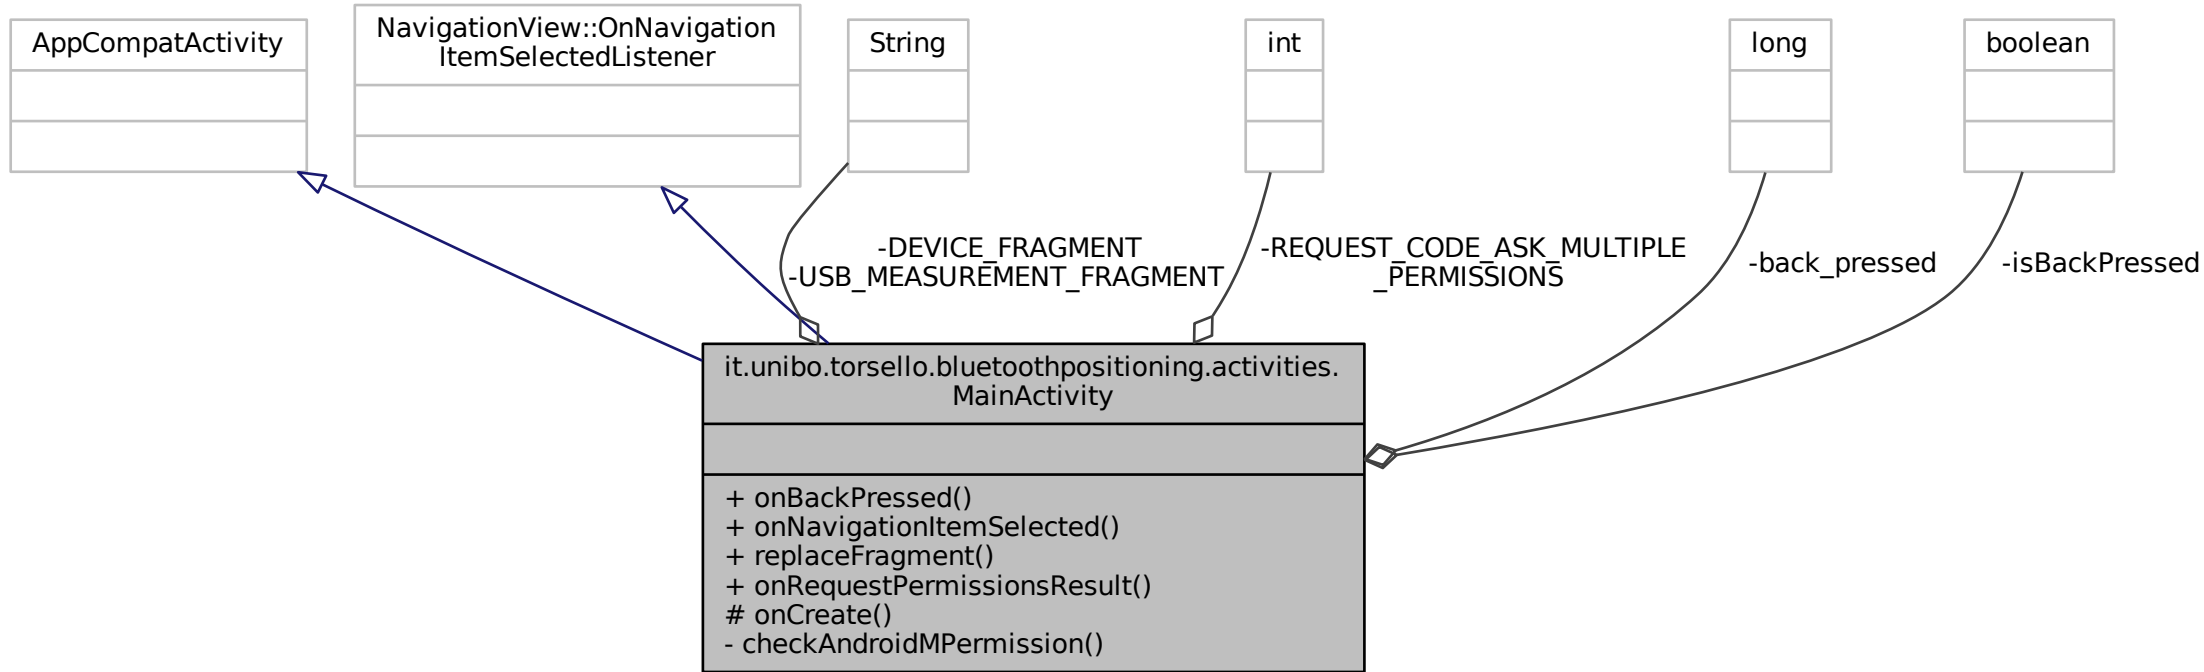 AppCompatActivity
NavigationView::OnNavigation
ItemSelectedListener
String
int
long
boolean
-DEVICE_FRAGMENT
-USB_MEASUREMENT_FRAGMENT
-REQUEST_CODE_ASK_MULTIPLE
_PERMISSIONS
-back_pressed
-isBackPressed
it.unibo.torsello.bluetoothpositioning.activities.
MainActivity
+ onBackPressed()
+ onNavigationItemSelected()
+ replaceFragment()
+ onRequestPermissionsResult()
# onCreate()
- checkAndroidMPermission()